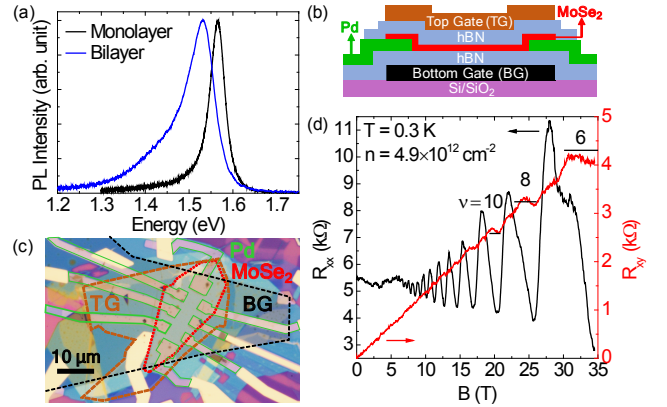 (a)
Monolayer
Bilayer
PL Intensity (arb. unit)
1.2 1.3 1.4 1.5 1.6 1.7
Energy (eV)
(b)
MoSe₂
Pd
Top Gate (TG)
hBN
hBN
Bottom Gate (BG)
Si/SiO₂
(c)
Pd
MoSe₂
TG
BG
10 μm
(d)
T = 0.3 K
n = 4.9×10¹² cm⁻²
ν = 10
8
6
Rxx (kΩ)
11
10
9
8
7
6
5
4
3
Rxy (kΩ)
5
4
3
2
1
0
0 5 10 15 20 25 30 35
B (T)